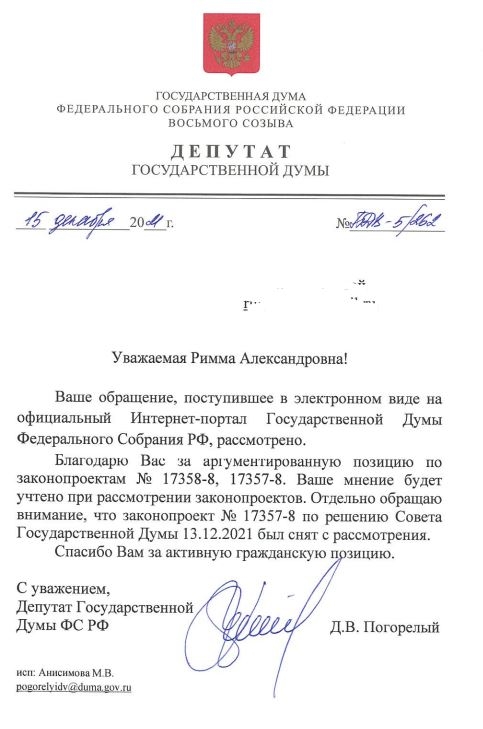 ГОСУДАРСТВЕННАЯ ДУМА
ФЕДЕРАЛЬНОГО СОБРАНИЯ РОССИЙСКОЙ ФЕДЕРАЦИИ
ВОСЬМОГО СОЗЫВА
ДЕПУТАТ
ГОСУДАРСТВЕННОЙ ДУМЫ
15 декабря 2021 г. № ПДВ-5/262
Уважаемая Римма Александровна!
Ваше обращение, поступившее в электронном виде на
официальный Интернет-портал Государственной Думы
Федерального Собрания РФ, рассмотрено.
Благодарю Вас за аргументированную позицию по
законопроектам № 17358-8, 17357-8. Ваше мнение будет
учтено при рассмотрении законопроектов. Отдельно обращаю
внимание, что законопроект № 17357-8 по решению Совета
Государственной Думы 13.12.2021 был снят с рассмотрения.
Спасибо Вам за активную гражданскую позицию.
С уважением,
Депутат Государственной
Думы ФС РФ Д.В. Погорелый
исп: Анисимова М.В.
pogorelyidv@duma.gov.ru